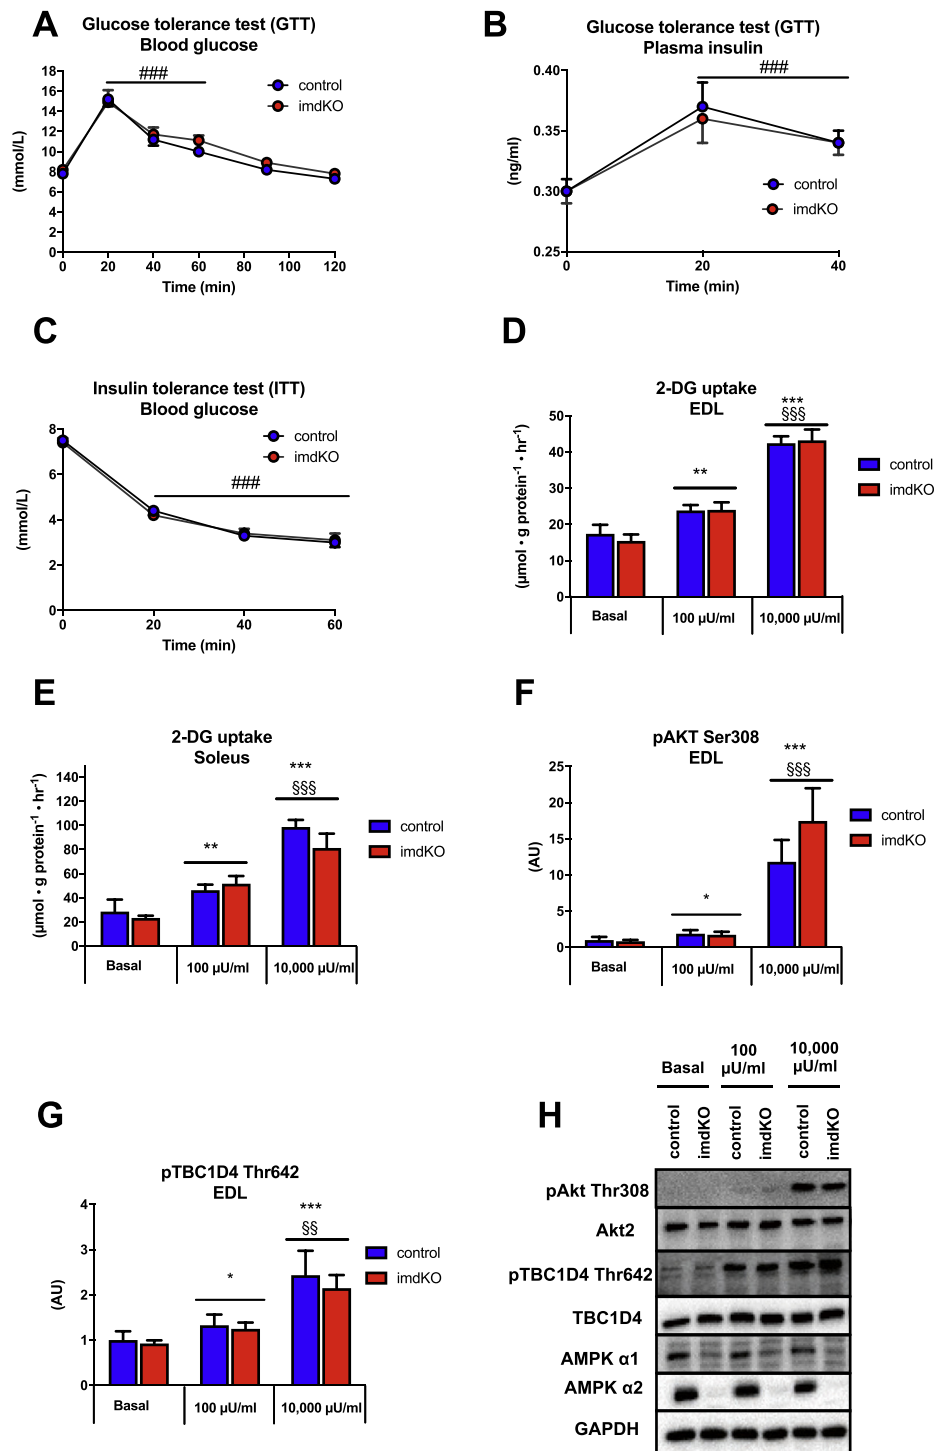 A
Glucose tolerance test (GTT)
Blood glucose
###
control
imdKO
(mmol/L)
18
16
14
12
10
8
6
4
2
0
0 20 40 60 80 100 120
Time (min)
B
Glucose tolerance test (GTT)
Plasma insulin
###
control
imdKO
(ng/ml)
0.40
0.35
0.30
0.25
0 20 40
Time (min)
C
Insulin tolerance test (ITT)
Blood glucose
control
imdKO
###
(mmol/L)
8
6
4
2
0
0 20 40 60
Time (min)
D
2-DG uptake
EDL
***
§§§
**
control
imdKO
(µmol • g protein⁻¹ • hr⁻¹)
50
40
30
20
10
0
Basal 100 µU/ml 10,000 µU/ml
E
2-DG uptake
Soleus
***
§§§
**
control
imdKO
(µmol • g protein⁻¹ • hr⁻¹)
140
120
100
80
60
40
20
0
Basal 100 µU/ml 10,000 µU/ml
F
pAKT Ser308
EDL
***
§§§
*
control
imdKO
(AU)
25
20
15
10
5
0
Basal 100 µU/ml 10,000 µU/ml
G
pTBC1D4 Thr642
EDL
***
§§
*
control
imdKO
(AU)
4
3
2
1
0
Basal 100 µU/ml 10,000 µU/ml
H
Basal 100 µU/ml 10,000 µU/ml
control imdKO control imdKO control imdKO
pAkt Thr308
Akt2
pTBC1D4 Thr642
TBC1D4
AMPK α1
AMPK α2
GAPDH